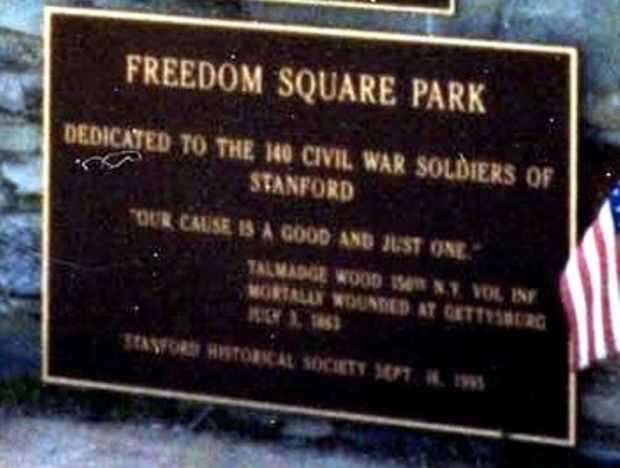 FREEDOM SQUARE PARK
DEDICATED TO THE 140 CIVIL WAR SOLDIERS OF
STANFORD
"OUR CAUSE IS A GOOD AND JUST ONE."
TALMADGE WOOD 150TH N.Y. VOL INF
MORTALLY WOUNDED AT GETTYSBURG
JULY 3, 1863
STANFORD HISTORICAL SOCIETY SEPT. 1995